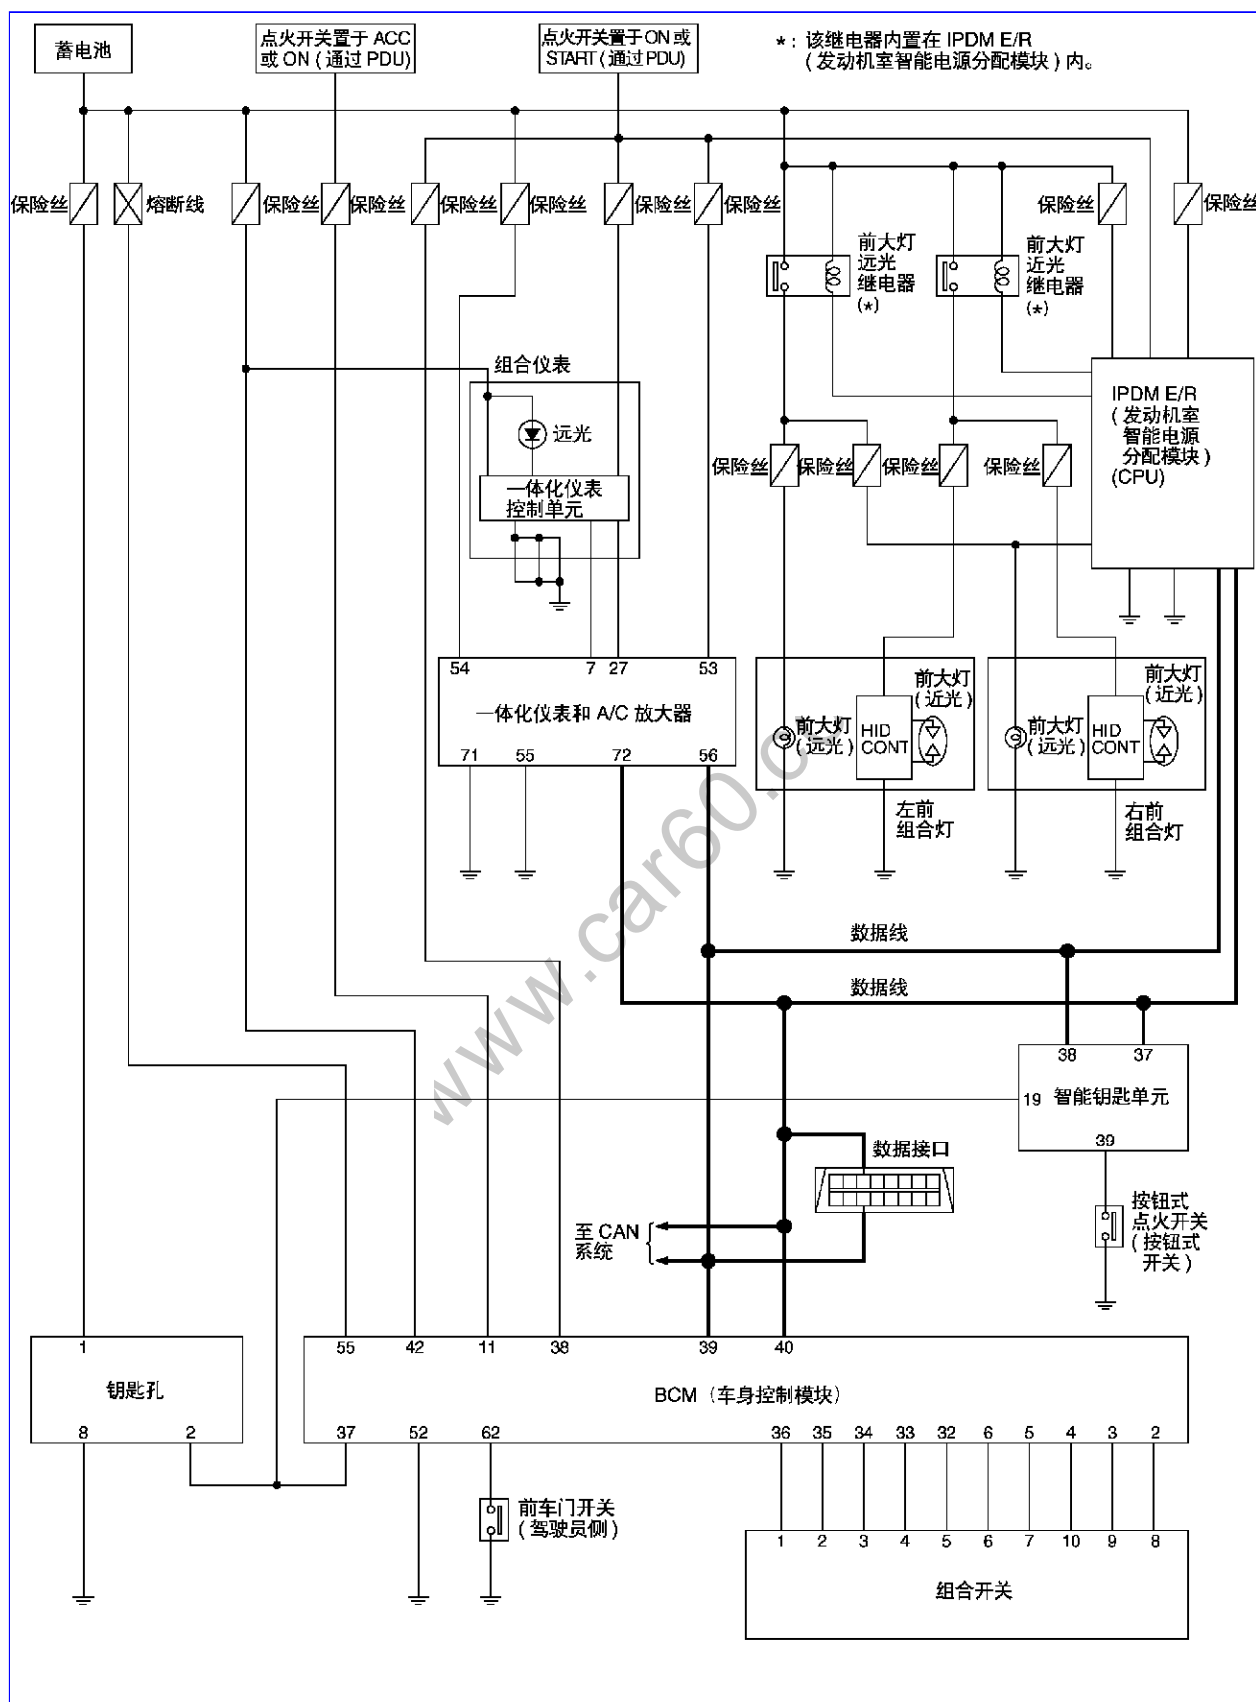 蓄电池
点火开关置于 ACC
或 ON ( 通过 PDU )
点火开关置于 ON 或
START ( 通过 PDU )
* : 该继电器内置在 IPDM E/R
( 发动机室智能电源分配模块 ) 内。
保险丝
熔断线
保险丝
保险丝
保险丝
保险丝
保险丝
保险丝
保险丝
保险丝
前大灯
远光
继电器
(*)
前大灯
近光
继电器
(*)
组合仪表
远光
一体化仪表
控制单元
保险丝
保险丝
保险丝
保险丝
IPDM E/R
( 发动机室
智能电源
分配模块 )
(CPU)
54 7 27 53
一体化仪表和 A/C 放大器
71 55 72 56
前大灯
( 近光 )
前大灯
( 远光 )
HID
CONT
左前
组合灯
前大灯
( 近光 )
前大灯
( 远光 )
HID
CONT
右前
组合灯
www.car60.c
数据线
数据线
38 37
19 智能钥匙单元
39
数据接口
至 CAN
系统
按钮式
点火开关
( 按钮式
开关 )
1
钥匙孔
8 2
55 42 11 38 39 40
BCM ( 车身控制模块 )
37 52 62 36 35 34 33 32 6 5 4 3 2
前车门开关
( 驾驶员侧 )
1 2 3 4 5 6 7 10 9 8
组合开关